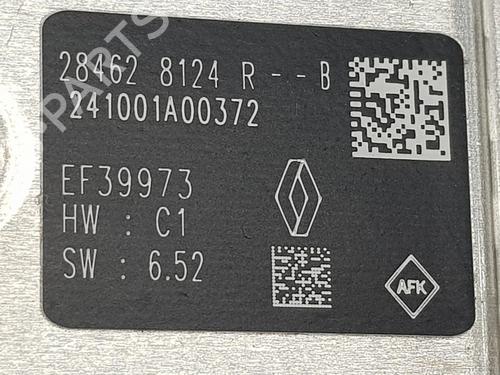 28462 8124 R -- B
241001A00372
EF39973
HW : C1
SW : 6.52
AFK